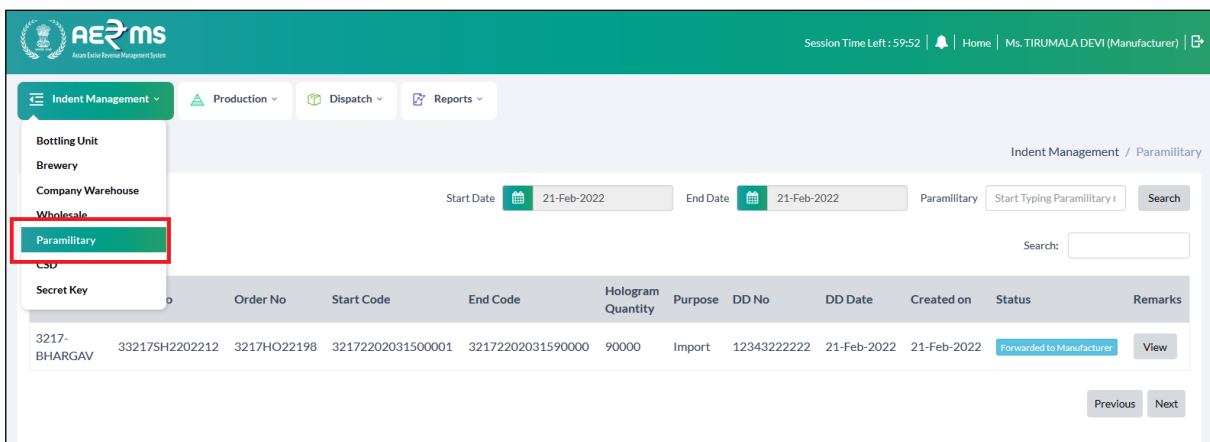 AE₹MS
Assam Excise Revenue Management System
Session Time Left : 59:52 | Home | Ms. TIRUMALA DEVI (Manufacturer)
Indent Management Production Dispatch Reports
Bottling Unit
Brewery
Company Warehouse
Wholesale
Paramilitary
CSD
Secret Key
Indent Management / Paramilitary
Start Date 21-Feb-2022 End Date 21-Feb-2022 Paramilitary Start Typing Paramilitary Search
Search:
Order No Start Code End Code Hologram Quantity Purpose DD No DD Date Created on Status Remarks
3217-BHARGAV 33217SH2202212 3217HO22198 32172202031500001 32172202031590000 90000 Import 12343222222 21-Feb-2022 21-Feb-2022 Forwarded to Manufacturer View
Previous Next